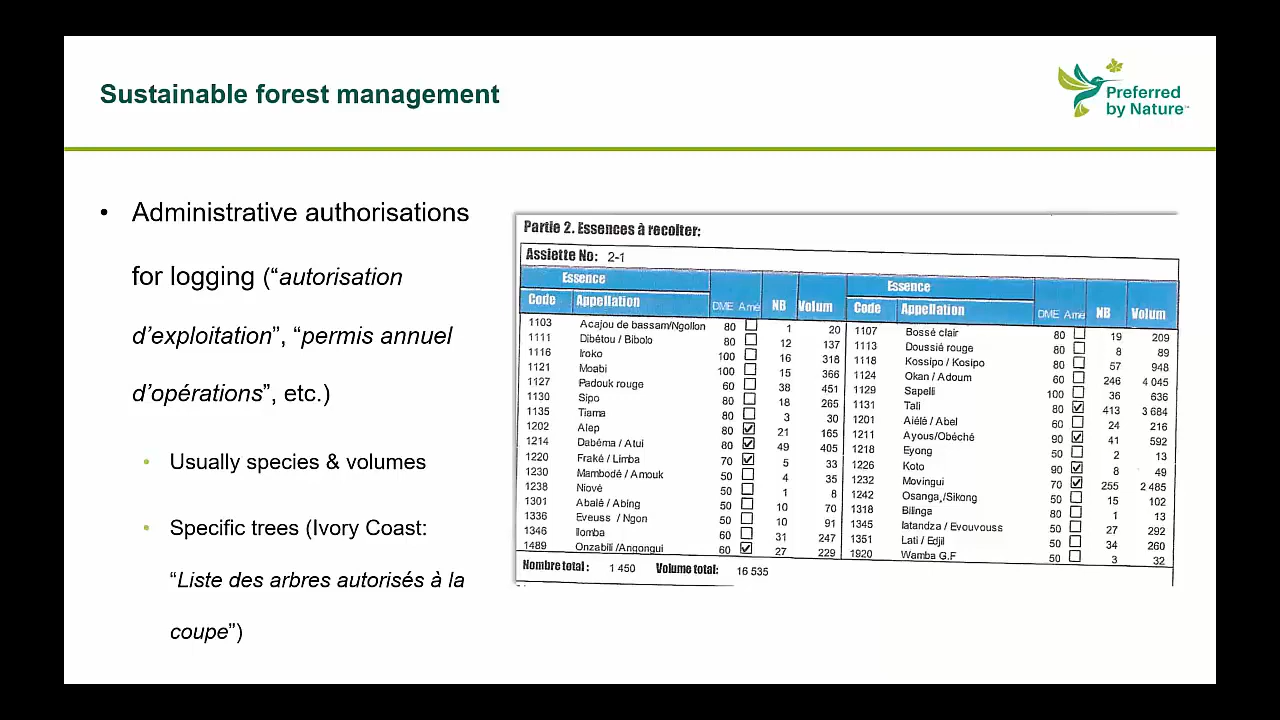 Sustainable forest management
Preferred
by Nature™
• Administrative authorisations
for logging (“autorisation
d’exploitation”, “permis annuel
d’opérations”, etc.)
• Usually species & volumes
• Specific trees (Ivory Coast:
“Liste des arbres autorisés à la
coupe”)
Partie 2. Essences à recolter:
Assiette No: 2-1
Essence Essence
Code Appellation DME Amé NB Volum Code Appellation DME Amé NB Volum
1103 Acajou de bassam/Ngollon 80 ☐ 1 20 1107 Bossé clair 80 ☐ 19 209
1111 Dibétou / Bibolo 80 ☐ 12 137 1113 Doussié rouge 80 ☐ 8 89
1116 Iroko 100 ☐ 16 318 1118 Kossipo / Kosipo 80 ☐ 57 948
1121 Moabi 100 ☐ 15 366 1124 Okan / Adoum 60 ☐ 246 4 045
1127 Padouk rouge 60 ☐ 38 451 1129 Sapelli 100 ☐ 36 636
1130 Sipo 80 ☐ 18 265 1131 Tali 80 ☑ 413 3 684
1135 Tiama 80 ☐ 3 30 1201 Aiélé / Abel 60 ☐ 24 216
1202 Alep 80 ☑ 21 165 1211 Ayous/Obéché 90 ☑ 41 592
1214 Dabéma / Atui 80 ☑ 49 405 1218 Eyong 50 ☐ 2 13
1220 Fraké / Limba 70 ☑ 5 33 1226 Koto 90 ☑ 8 49
1230 Mambodé / Amouk 50 ☐ 4 35 1232 Movingui 70 ☑ 255 2 485
1238 Niové 50 ☐ 1 8 1242 Osanga /Sikong 50 ☐ 15 102
1301 Abalé / Abing 50 ☐ 10 70 1318 Bilinga 80 ☐ 1 13
1336 Eveuss / Ngon 50 ☐ 10 91 1345 Iatandza / Evouvouss 50 ☐ 27 292
1346 Ilomba 60 ☐ 31 247 1351 Lati / Edjil 50 ☐ 34 260
1489 Onzabili /Angongui 60 ☑ 27 229 1920 Wamba G.F 50 ☐ 3 32
Nombre total : 1 450 Volume total: 16 535